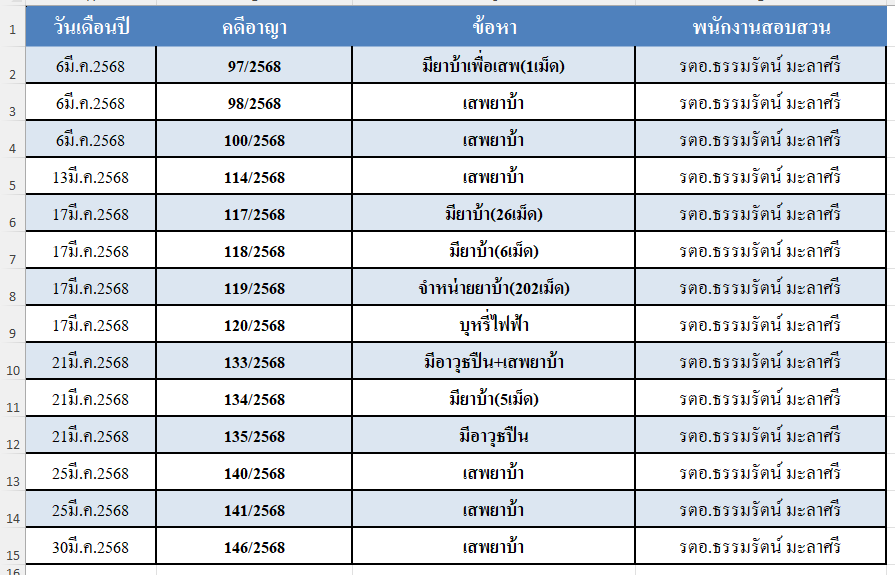 1 วันเดือนปี คดีอาญา ข้อหา พนักงานสอบสวน
2 6มี.ค.2568 97/2568 มียาบ้าเพื่อเสพ(1เม็ด) รตอ.ธรรมรัตน์ มะลาศรี
3 6มี.ค.2568 98/2568 เสพยาบ้า รตอ.ธรรมรัตน์ มะลาศรี
4 6มี.ค.2568 100/2568 เสพยาบ้า รตอ.ธรรมรัตน์ มะลาศรี
5 13มี.ค.2568 114/2568 เสพยาบ้า รตอ.ธรรมรัตน์ มะลาศรี
6 17มี.ค.2568 117/2568 มียาบ้า(26เม็ด) รตอ.ธรรมรัตน์ มะลาศรี
7 17มี.ค.2568 118/2568 มียาบ้า(6เม็ด) รตอ.ธรรมรัตน์ มะลาศรี
8 17มี.ค.2568 119/2568 จำหน่ายยาบ้า(202เม็ด) รตอ.ธรรมรัตน์ มะลาศรี
9 17มี.ค.2568 120/2568 บุหรี่ไฟฟ้า รตอ.ธรรมรัตน์ มะลาศรี
10 21มี.ค.2568 133/2568 มีอาวุธปืน+เสพยาบ้า รตอ.ธรรมรัตน์ มะลาศรี
11 21มี.ค.2568 134/2568 มียาบ้า(5เม็ด) รตอ.ธรรมรัตน์ มะลาศรี
12 21มี.ค.2568 135/2568 มีอาวุธปืน รตอ.ธรรมรัตน์ มะลาศรี
13 25มี.ค.2568 140/2568 เสพยาบ้า รตอ.ธรรมรัตน์ มะลาศรี
14 25มี.ค.2568 141/2568 เสพยาบ้า รตอ.ธรรมรัตน์ มะลาศรี
15 30มี.ค.2568 146/2568 เสพยาบ้า รตอ.ธรรมรัตน์ มะลาศรี
16